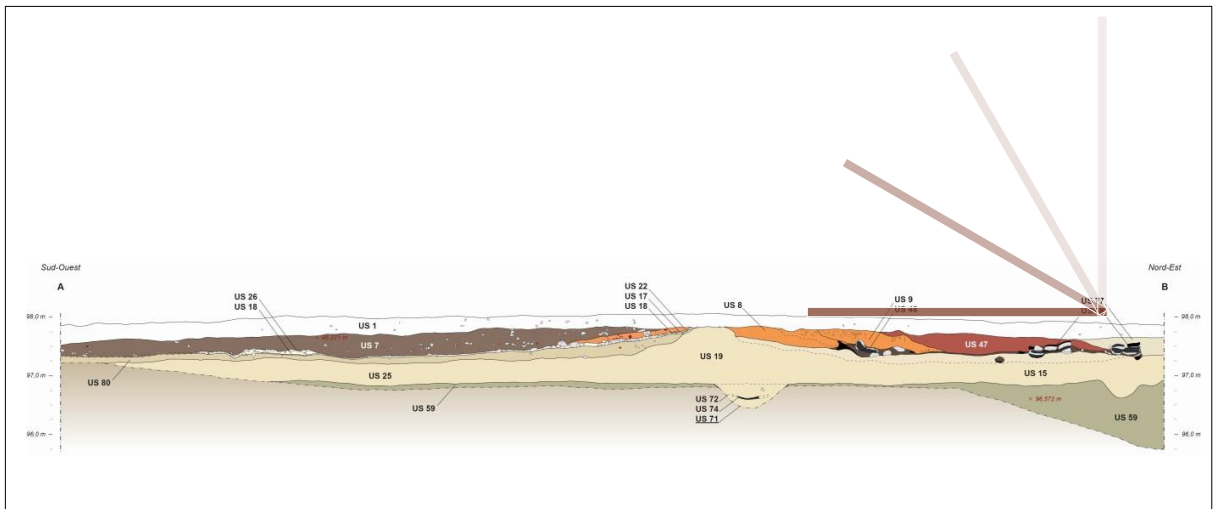 Sud-Ouest
Nord-Est
A
B
US 26
US 18
US 22
US 17
US 18
US 8
US 9
98,0 m
98,0 m
US 1
US 7
US 47
US 19
97,0 m
97,0 m
US 80
US 25
US 15
US 59
US 72
US 74
US 71
96,572 m
US 59
96,0 m
96,0 m